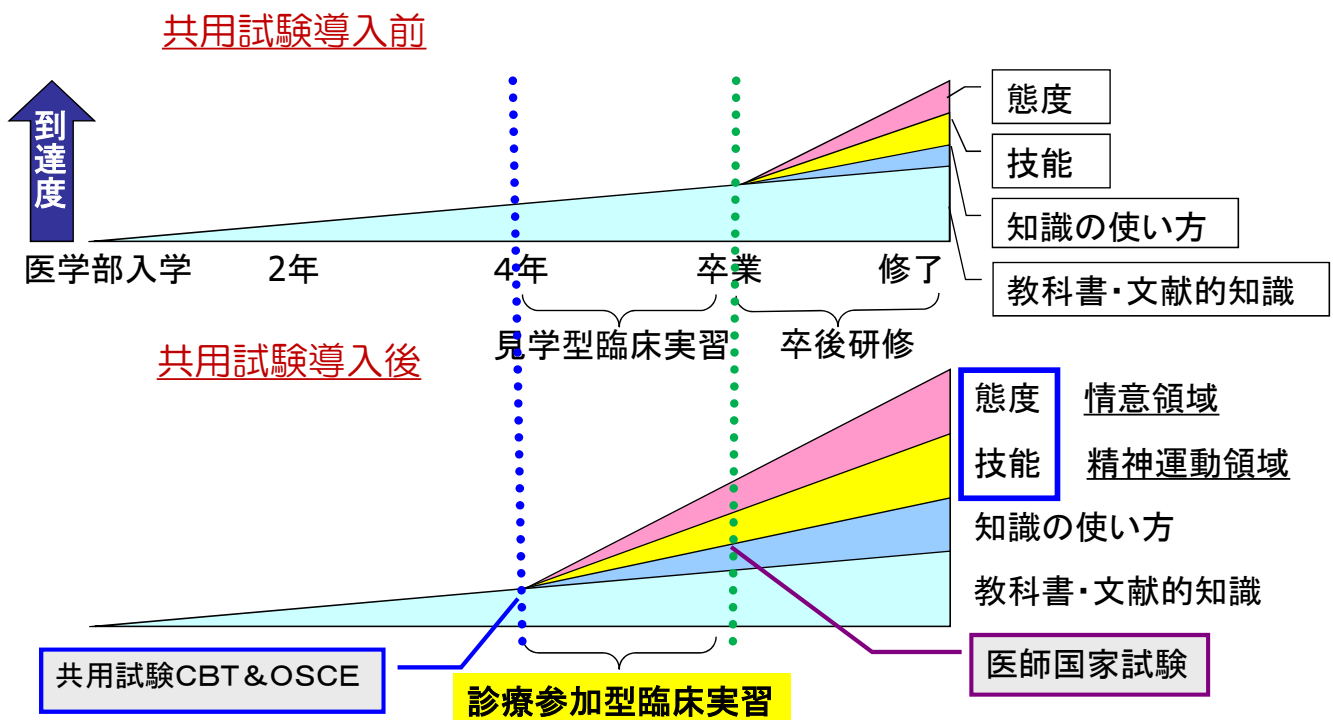 共用試験導入前
到達度
態度
技能
知識の使い方
教科書・文献的知識
医学部入学 2年 4年 卒業 修了
見学型臨床実習 卒後研修
共用試験導入後
態度 情意領域
技能 精神運動領域
知識の使い方
教科書・文献的知識
共用試験CBT&OSCE
診療参加型臨床実習
医師国家試験